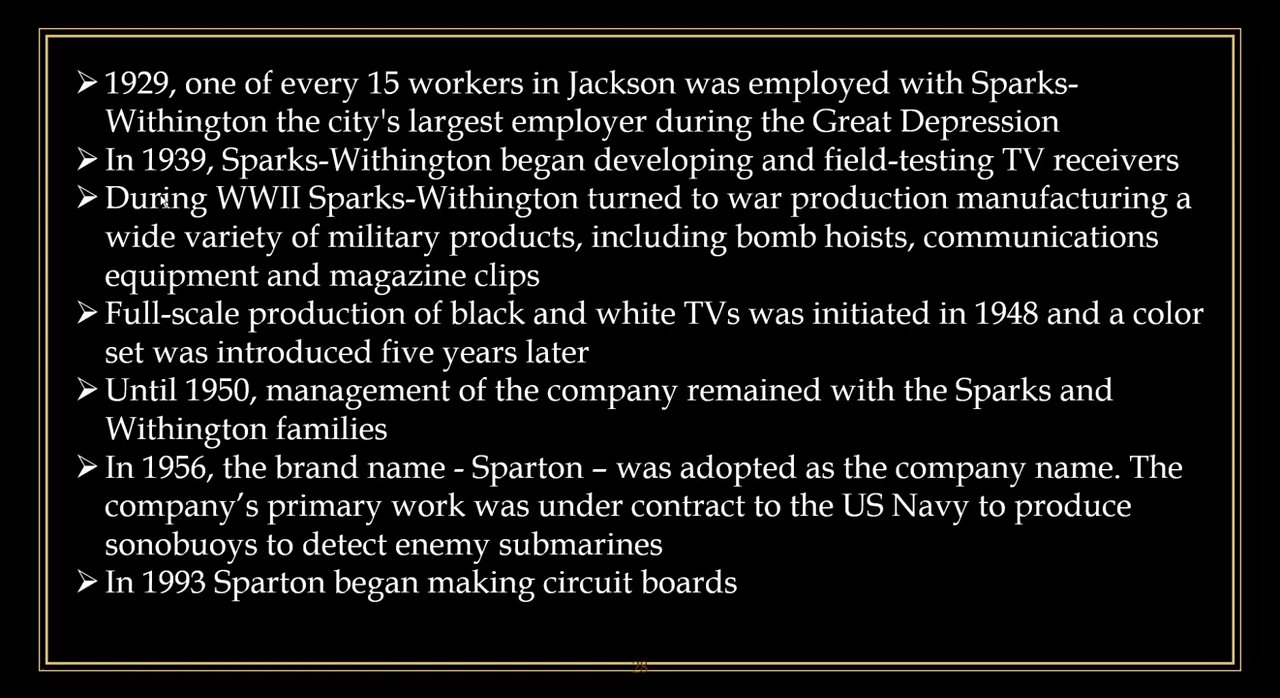 ➢ 1929, one of every 15 workers in Jackson was employed with Sparks-
Withington the city's largest employer during the Great Depression
➢ In 1939, Sparks-Withington began developing and field-testing TV receivers
➢ During WWII Sparks-Withington turned to war production manufacturing a
wide variety of military products, including bomb hoists, communications
equipment and magazine clips
➢ Full-scale production of black and white TVs was initiated in 1948 and a color
set was introduced five years later
➢ Until 1950, management of the company remained with the Sparks and
Withington families
➢ In 1956, the brand name - Sparton – was adopted as the company name. The
company’s primary work was under contract to the US Navy to produce
sonobuoys to detect enemy submarines
➢ In 1993 Sparton began making circuit boards